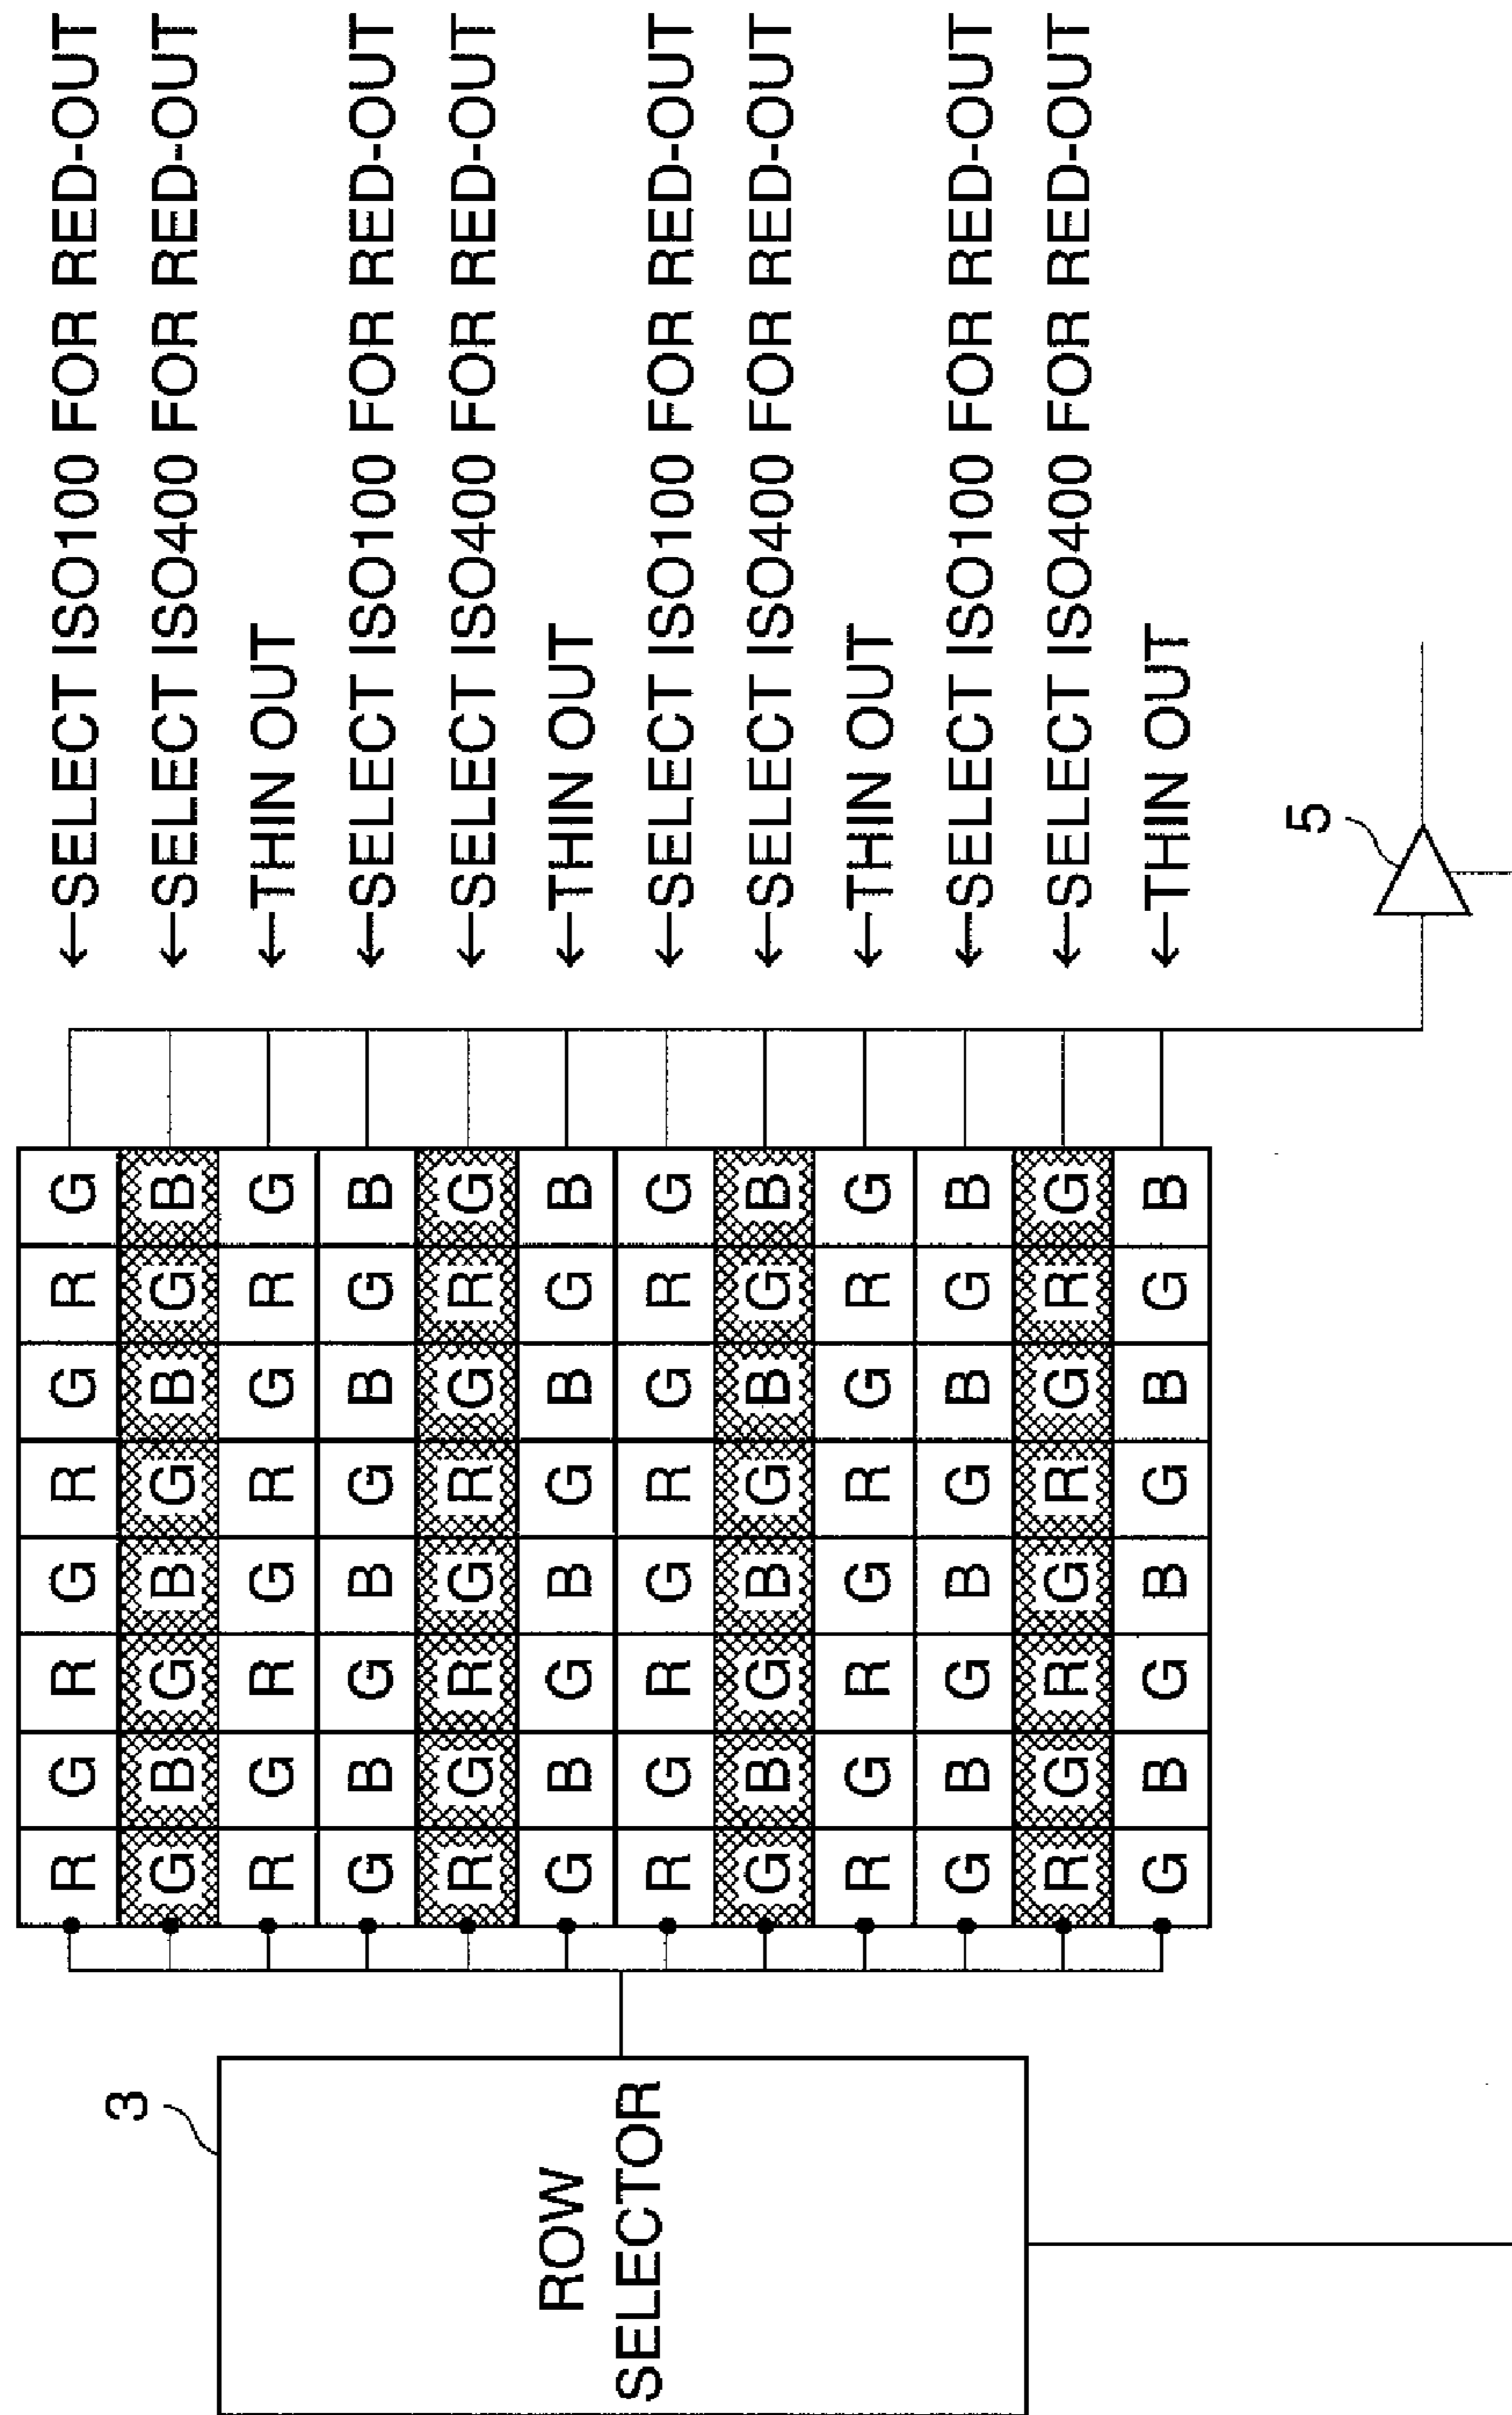 3
ROW
SELECTOR
R G R G R G R G ←SELECT ISO100 FOR RED-OUT
G B G B G B G B ←SELECT ISO400 FOR RED-OUT
R G R G R G R G ←THIN OUT
G B G B G B G B ←SELECT ISO100 FOR RED-OUT
R G R G R G R G ←SELECT ISO400 FOR RED-OUT
G B G B G B G B ←THIN OUT
R G R G R G R G ←SELECT ISO100 FOR RED-OUT
G B G B G B G B ←SELECT ISO400 FOR RED-OUT
R G R G R G R G ←THIN OUT
G B G B G B G B ←SELECT ISO100 FOR RED-OUT
R G R G R G R G ←SELECT ISO400 FOR RED-OUT
G B G B G B G B ←THIN OUT
5